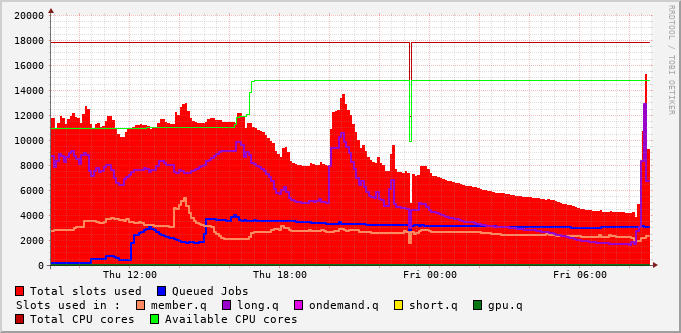 20000
18000
16000
14000
12000
10000
8000
6000
4000
2000
0
Thu 12:00 Thu 18:00 Fri 00:00 Fri 06:00
RRDTOOL / TOBI OETIKER
Total slots used Queued Jobs
Slots used in : member.q long.q ondemand.q short.q gpu.q
Total CPU cores Available CPU cores